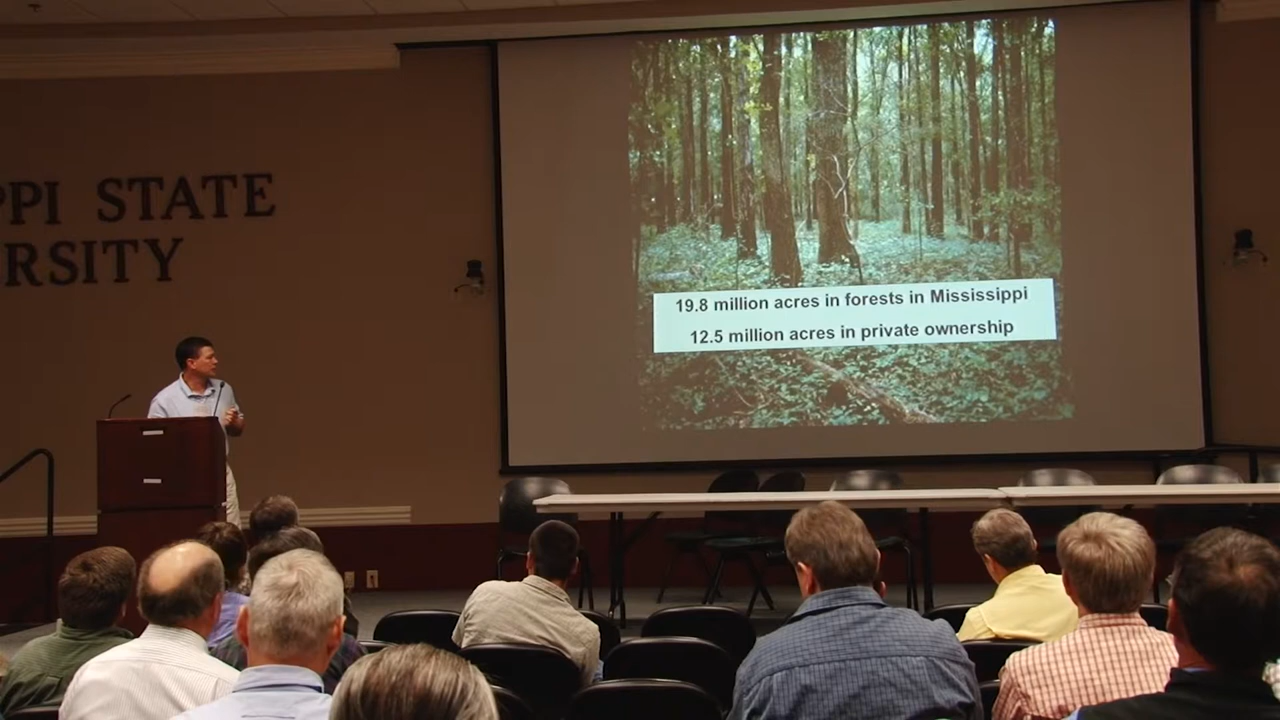 PPI STATE
RSITY
19.8 million acres in forests in Mississippi
12.5 million acres in private ownership